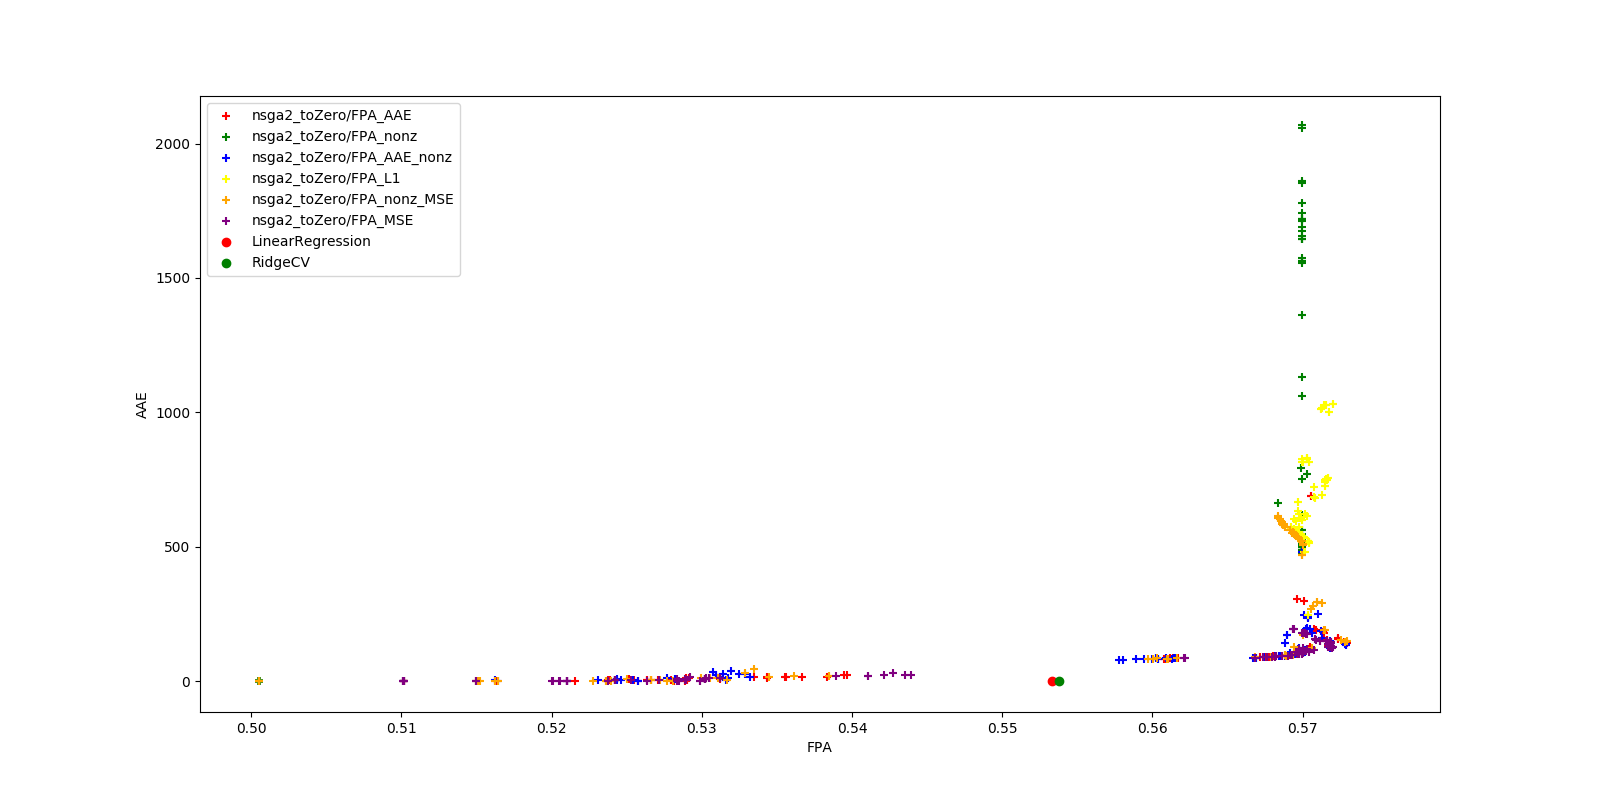 nsga2_toZero/FPA_AAE
nsga2_toZero/FPA_nonz
nsga2_toZero/FPA_AAE_nonz
nsga2_toZero/FPA_L1
nsga2_toZero/FPA_nonz_MSE
nsga2_toZero/FPA_MSE
LinearRegression
RidgeCV
2000
1500
1000
500
0
AAE
0.50 0.51 0.52 0.53 0.54 0.55 0.56 0.57
FPA